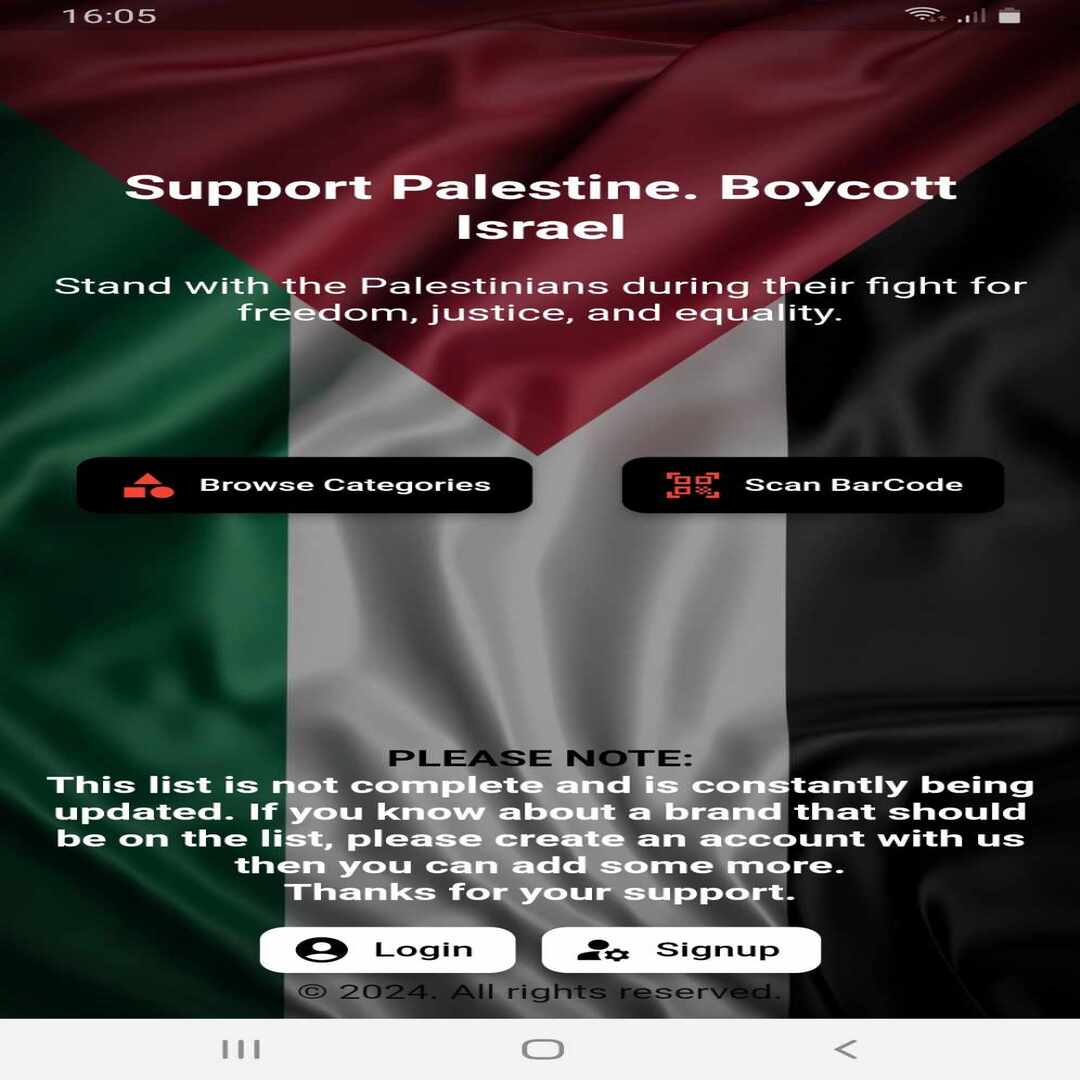 16:05
Support Palestine. Boycott
Israel
Stand with the Palestinians during their fight for
freedom, justice, and equality.
Browse Categories
Scan BarCode
PLEASE NOTE:
This list is not complete and is constantly being
updated. If you know about a brand that should
be on the list, please create an account with us
then you can add some more.
Thanks for your support.
Login
Signup
© 2024. All rights reserved.